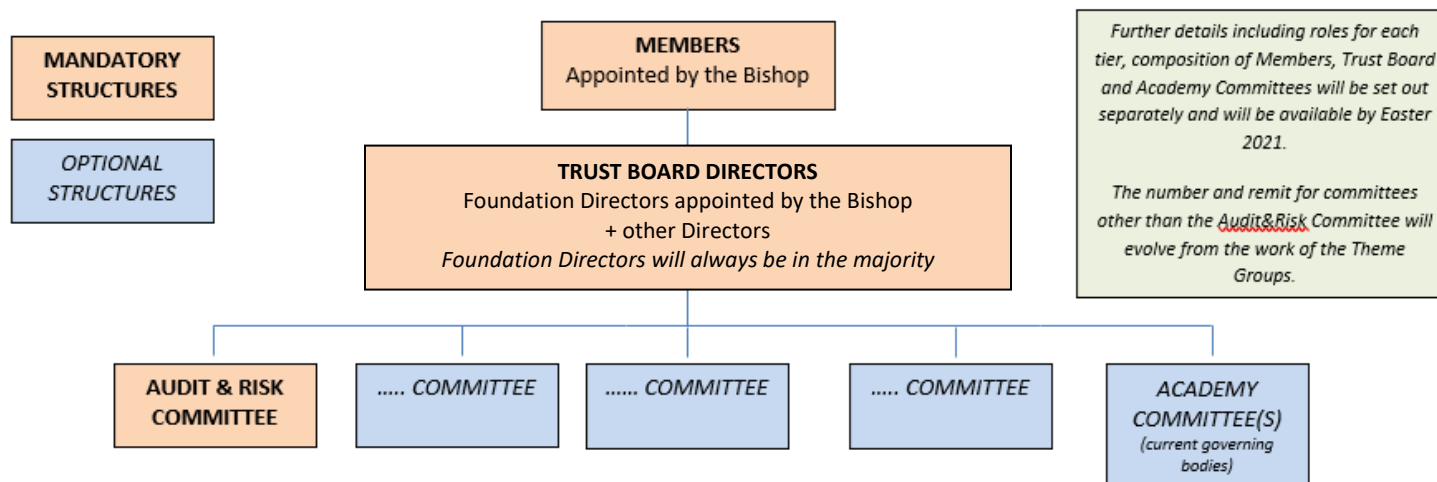 MANDATORY
STRUCTURES
OPTIONAL
STRUCTURES
MEMBERS
Appointed by the Bishop
TRUST BOARD DIRECTORS
Foundation Directors appointed by the Bishop
+ other Directors
Foundation Directors will always be in the majority
Further details including roles for each
tier, composition of Members, Trust Board
and Academy Committees will be set out
separately and will be available by Easter
2021.
The number and remit for committees
other than the Audit&Risk Committee will
evolve from the work of the Theme
Groups.
AUDIT & RISK
COMMITTEE
..... COMMITTEE
...... COMMITTEE
..... COMMITTEE
ACADEMY
COMMITTEE(S)
(current governing
bodies)